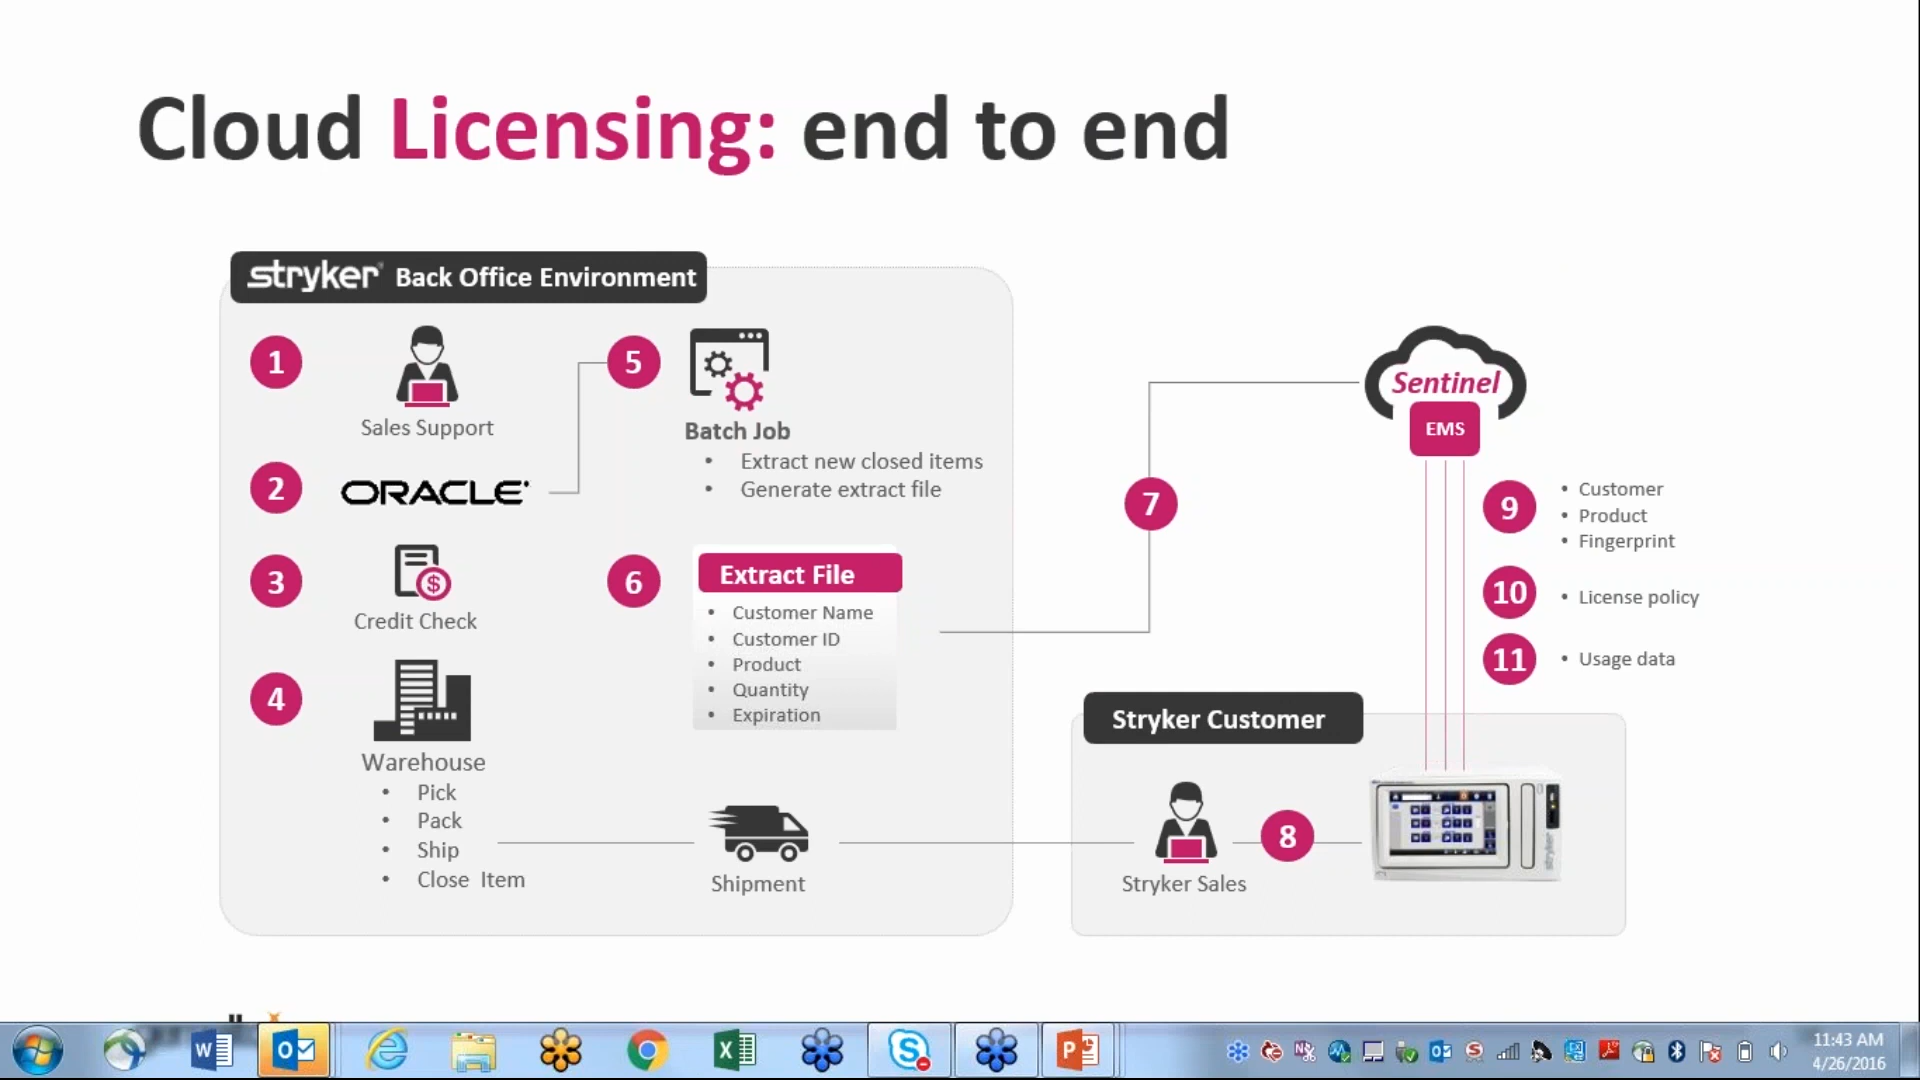 Cloud Licensing: end to end
stryker® Back Office Environment
1
Sales Support
2
ORACLE®
3
Credit Check
4
Warehouse
• Pick
• Pack
• Ship
• Close Item
5
Batch Job
• Extract new closed items
• Generate extract file
6
Extract File
• Customer Name
• Customer ID
• Product
• Quantity
• Expiration
Shipment
7
Sentinel
EMS
9
• Customer
• Product
• Fingerprint
10
• License policy
11
• Usage data
Stryker Customer
Stryker Sales
8
stryker
11:43 AM
4/26/2016